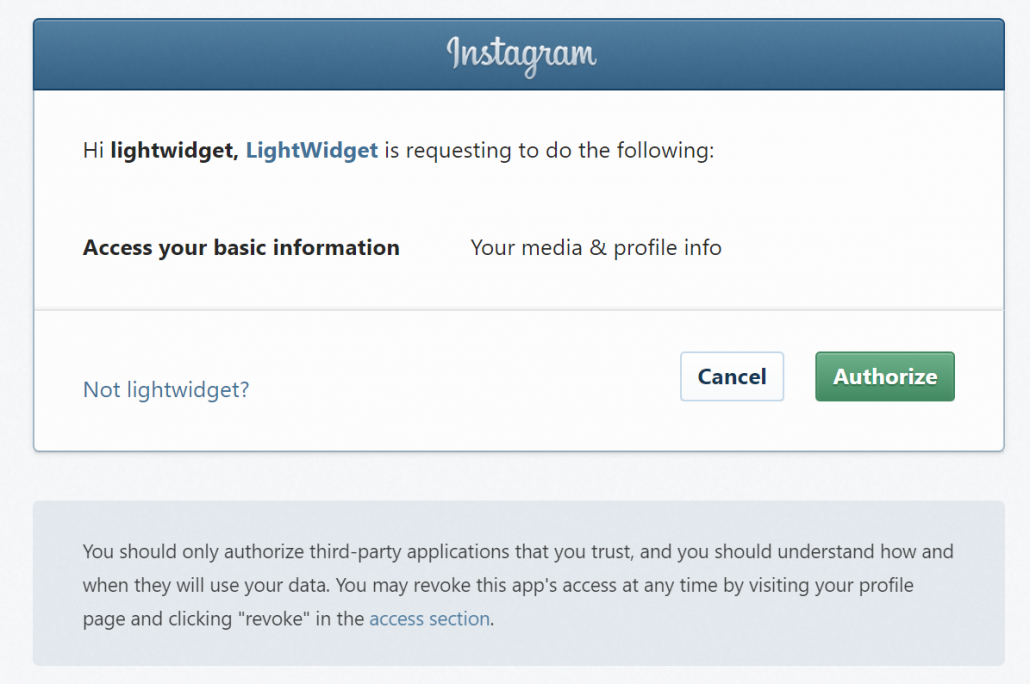 Instagram
Hi lightwidget, LightWidget is requesting to do the following:
Access your basic information Your media & profile info
Not lightwidget?
Cancel
Authorize
You should only authorize third-party applications that you trust, and you should understand how and
when they will use your data. You may revoke this app's access at any time by visiting your profile
page and clicking "revoke" in the access section.